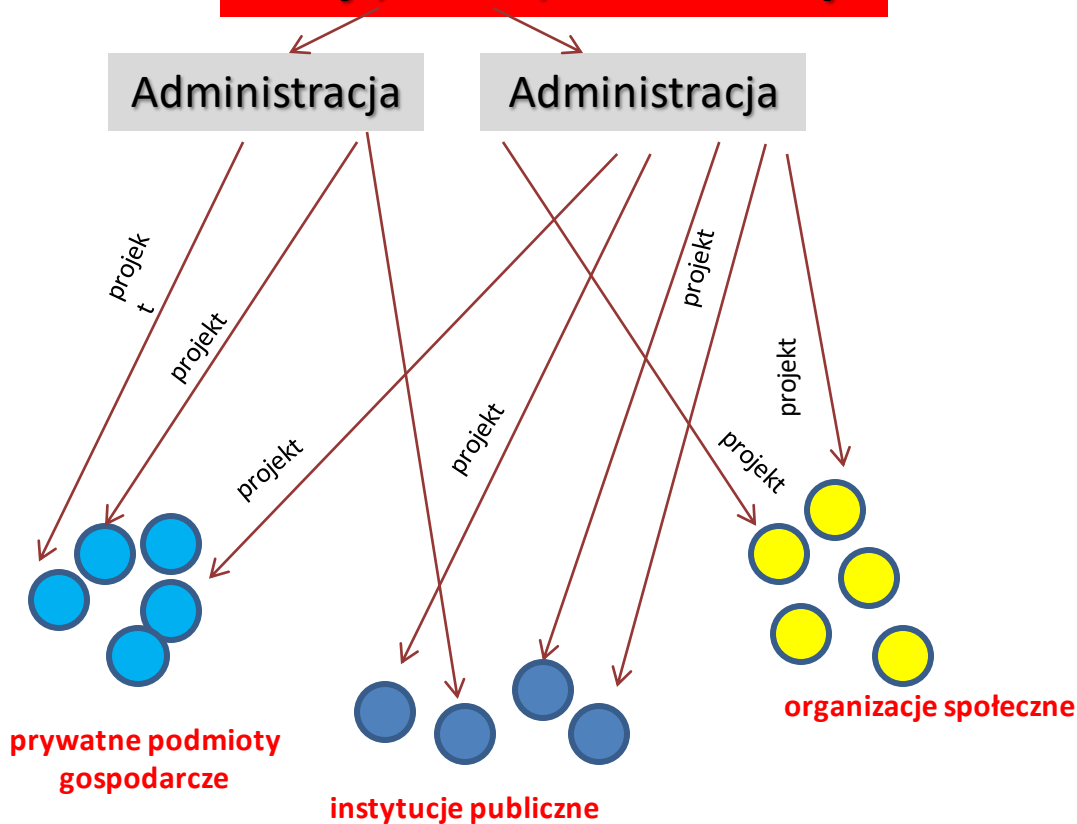 Administracja
Administracja
projek
t
projekt
projekt
projekt
projekt
projekt
projekt
organizacje społeczne
prywatne podmioty
gospodarcze
instytucje publiczne